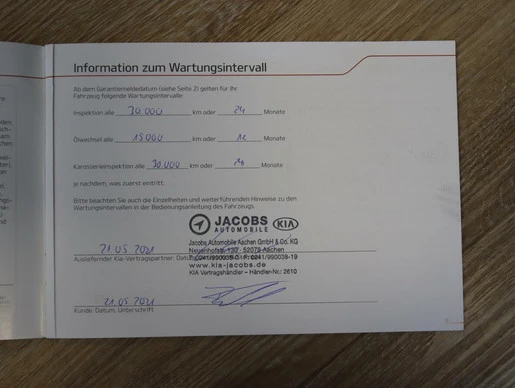 Information zum Wartungsintervall
Ab dem Garantiemeldedatum (siehe Seite 2) gelten für Ihr
Fahrzeug folgende Wartungsintervalle:
Inspektion alle 30.000 km oder 24 Monate
Ölwechsel alle 15000 km oder 12 Monate
Karosserieinspektion alle 30.000 km oder 24 Monate
je nachdem, was zuerst eintritt.
Bitte beachten Sie auch die Einzelheiten und weiterführenden Hinweise zu den
Wartungsintervallen in der Bedienungsanleitung des Fahrzeugs.
JACOBS KIA
AUTOMOBILE
Jacobs Automobile Aachen GmbH & Co. KG
21.05.2021 Neuenhofstr. 52078 Aachen
Ausliefernder Kia-Vertragspartner:
www.kia-jacobs.de
KIA Vertragshändler – Händler-Nr.: 2610
21.05.2021
Kunde: Datum, Unterschrift